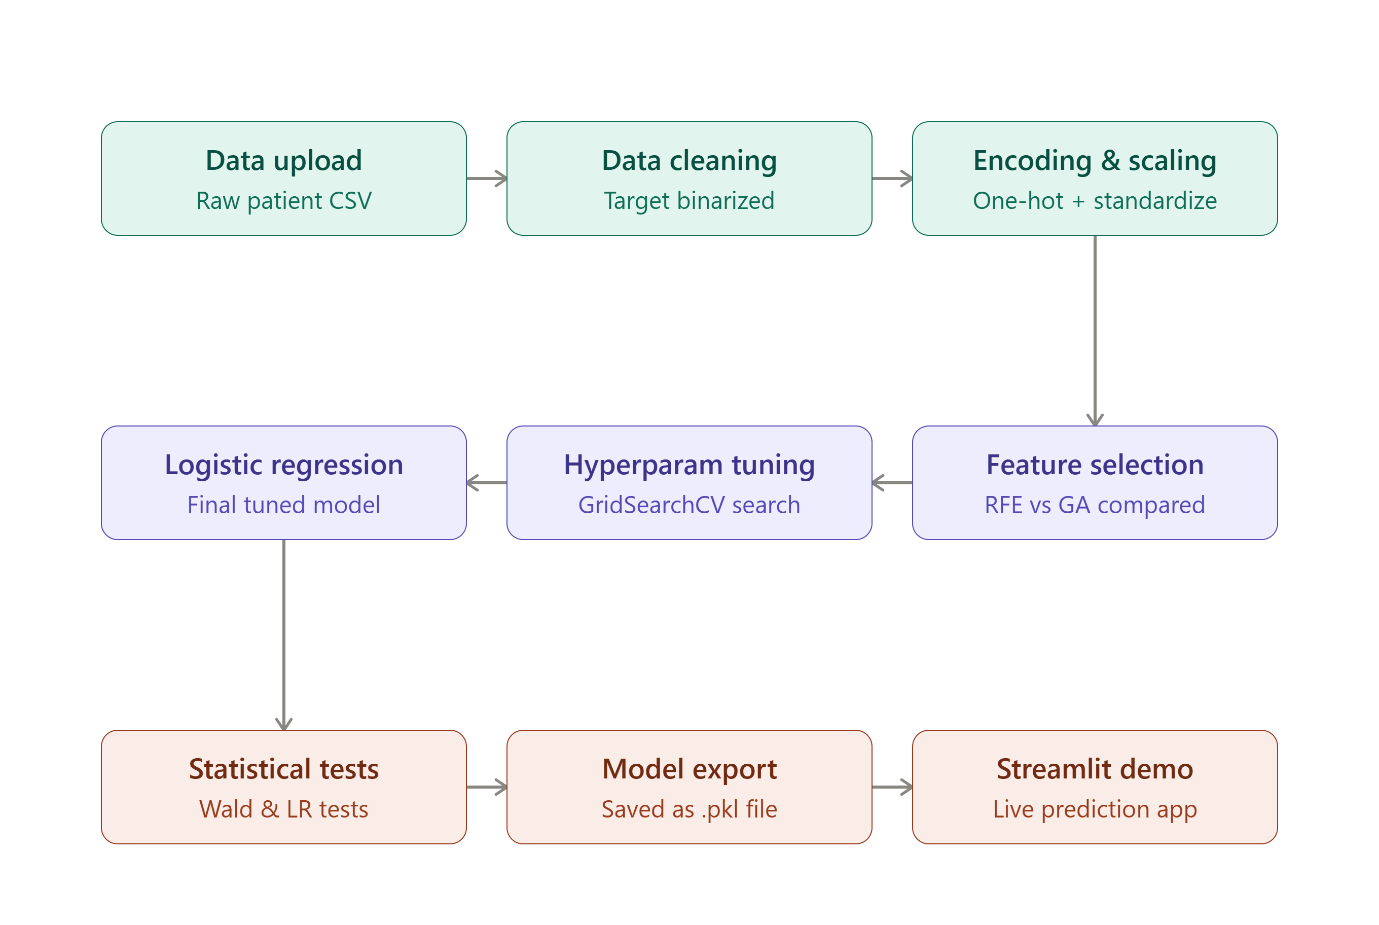 Data upload
Raw patient CSV
Data cleaning
Target binarized
Encoding & scaling
One-hot + standardize
Logistic regression
Final tuned model
Hyperparam tuning
GridSearchCV search
Feature selection
RFE vs GA compared
Statistical tests
Wald & LR tests
Model export
Saved as .pkl file
Streamlit demo
Live prediction app